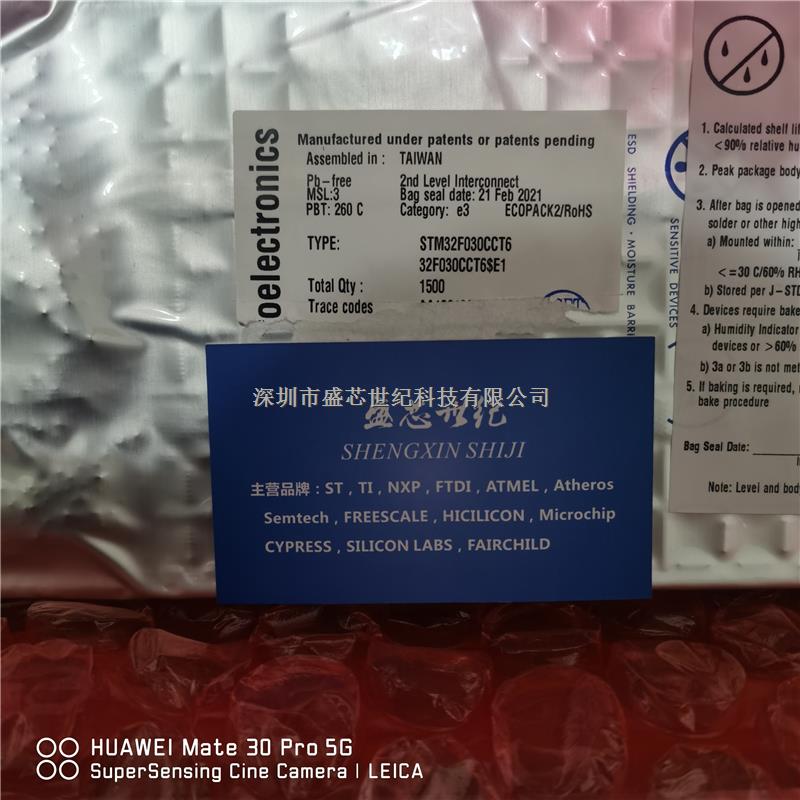 oelectronics
Manufactured under patents or patents pending
Assembled in : TAIWAN
Pb-free 2nd Level Interconnect
MSL:3 Bag seal date: 21 Feb 2021
PBT: 260 C Category: e3 ECOPACK2/RoHS
TYPE: STM32F030CCT6
32F030CCT6$E1
Total Qty : 1500
Trace codes
ESD SHIELDING · MOISTURE BARRI
SENSITIVE DEVICES
1. Calculated shelf li
<90% relative hu
2. Peak package body
3. After bag is opened
solder or other high
a) Mounted within:
<=30 C/60% RH
b) Stored per J-STD
4. Devices require bake
a) Humidity Indicator
devices or >60%
b) 3a or 3b is not met
5. If baking is required,
bake procedure
Bag Seal Date:
Note: Level and body
深圳市盛芯世纪科技有限公司
盛芯世纪
SHENGXIN SHIJI
主营品牌：ST，TI，NXP，FTDI，ATMEL，Atheros
Semtech，FREESCALE，HICILICON，Microchip
CYPRESS，SILICON LABS，FAIRCHILD
HUAWEI Mate 30 Pro 5G
SuperSensing Cine Camera | LEICA